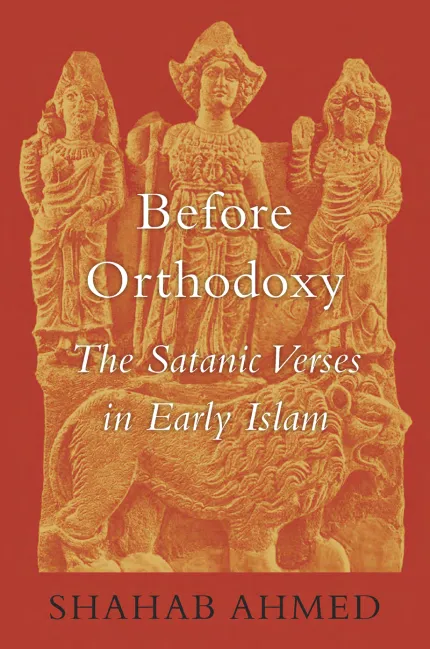 Before
Orthodoxy
The Satanic Verses
in Early Islam
SHAHAB AHMED